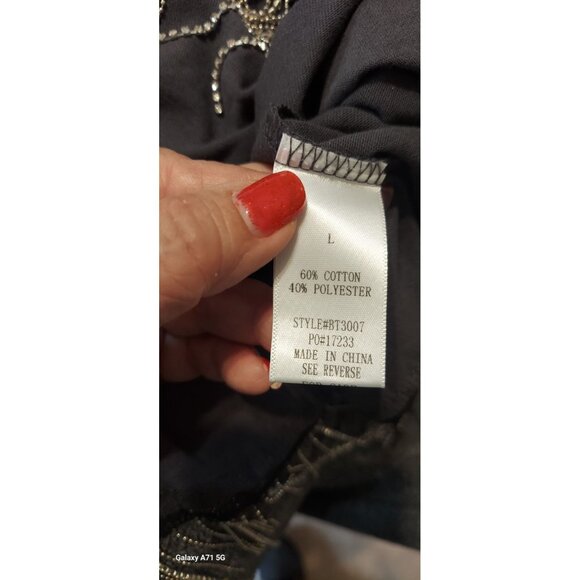 L
60% COTTON
40% POLYESTER
STYLE#BT3007
PO#17233
MADE IN CHINA
SEE REVERSE
Galaxy A71 5G